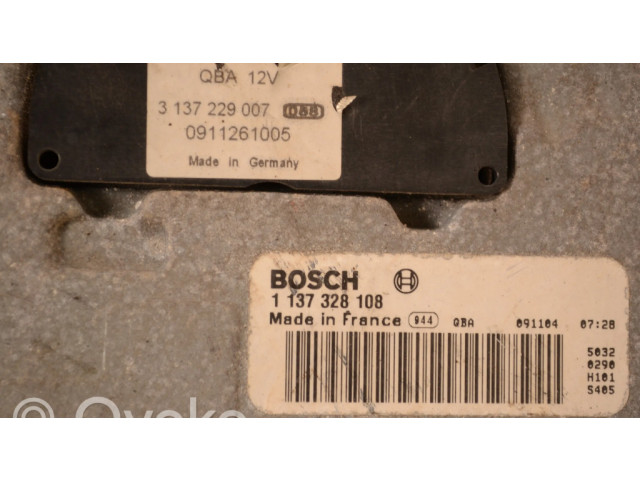 QBA 12V
3 137 229 007 D88
0911261005
Made in Germany
BOSCH
1 137 328 108
Made in France 944 QBA 091104 07:28
5032
0290
H101
S405
© Ovoko